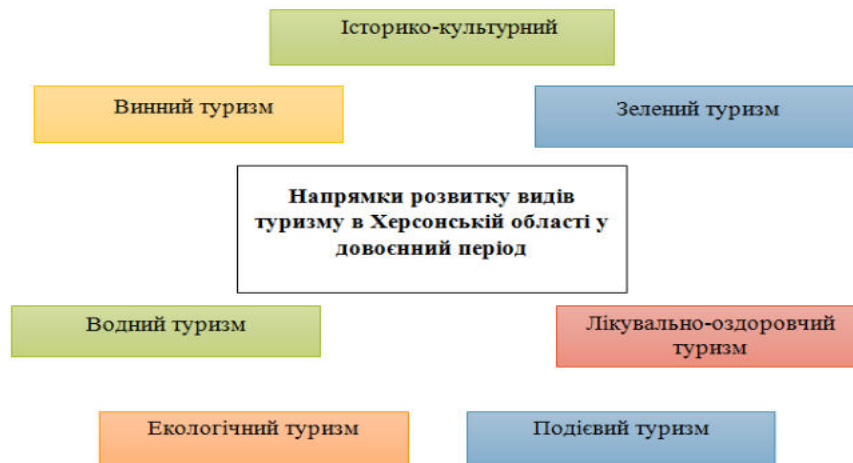 Історико-культурний
Винний туризм
Зелений туризм
Напрямки розвитку видів
туризму в Херсонській області у
довоєнний період
Водний туризм
Лікувально-оздоровчий
туризм
Екологічний туризм
Подієвий туризм